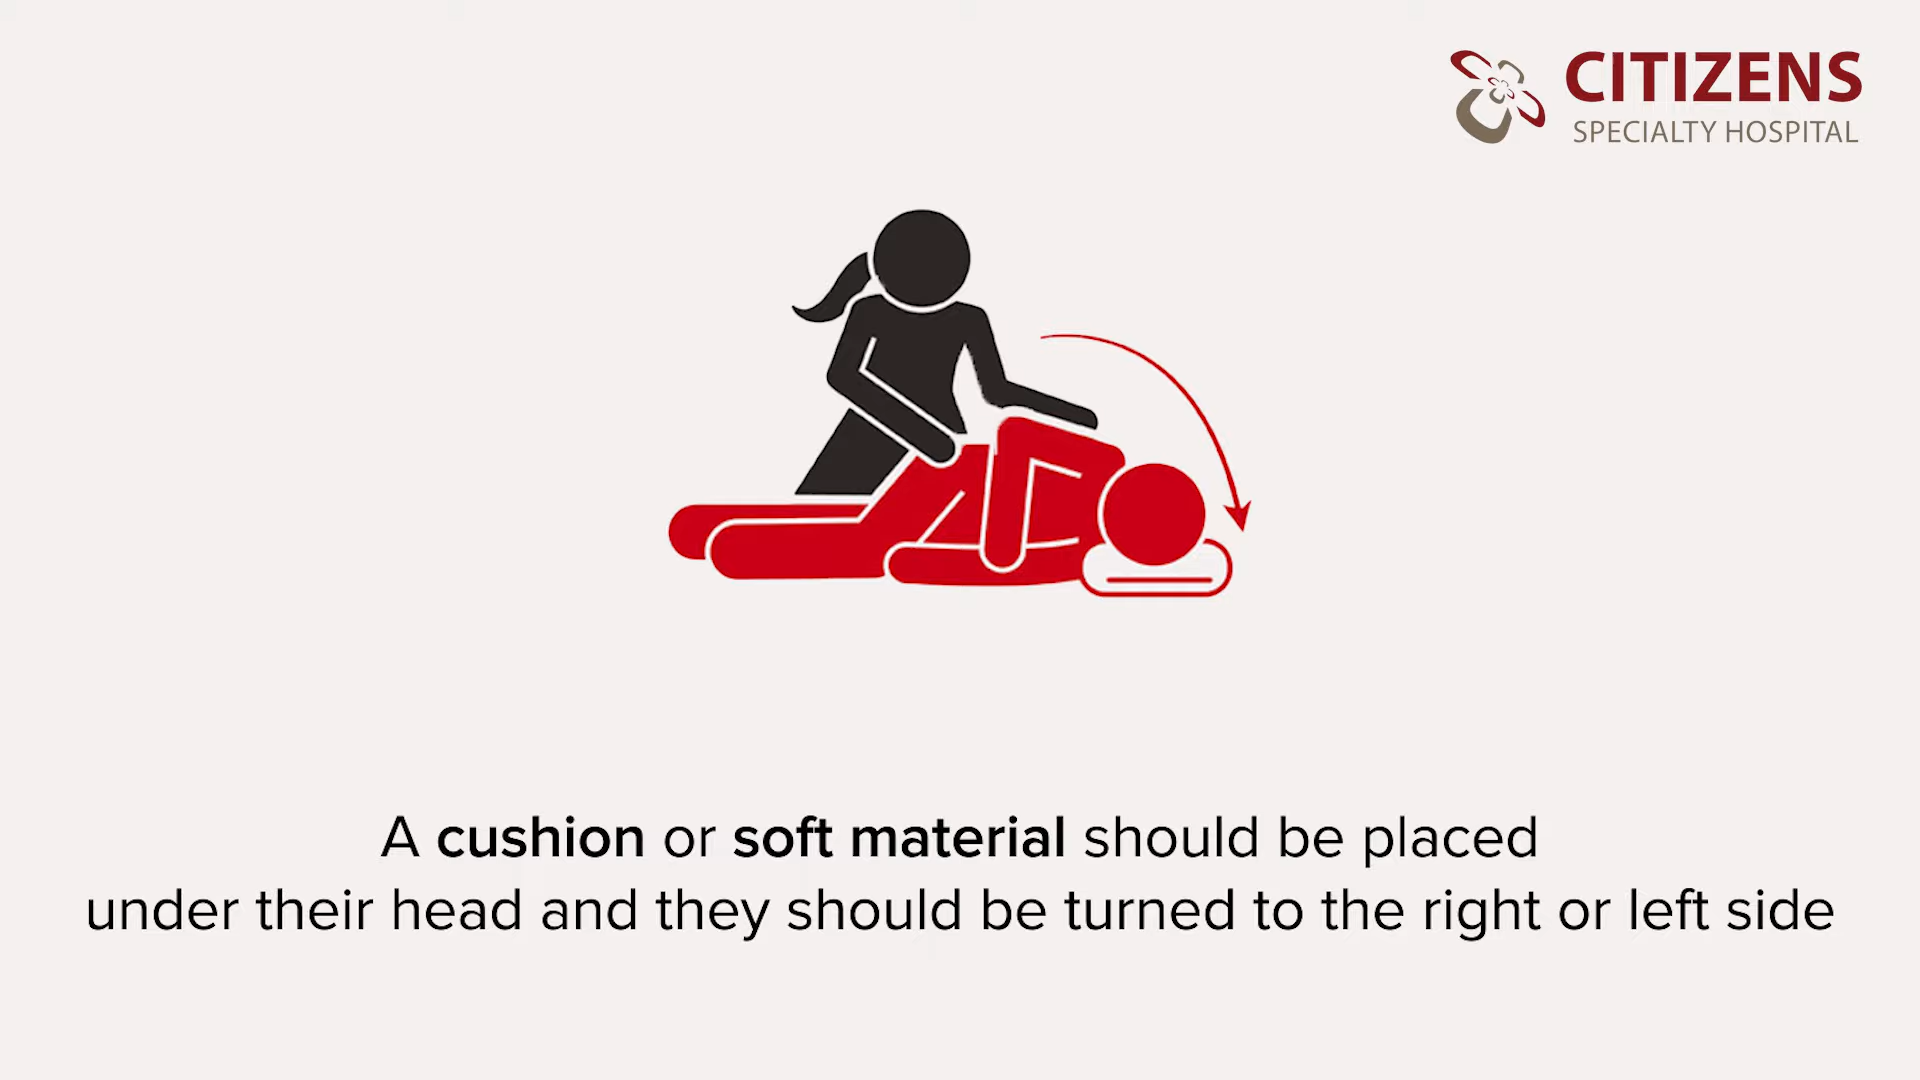 CITIZENS
SPECIALTY HOSPITAL
A cushion or soft material should be placed
under their head and they should be turned to the right or left side